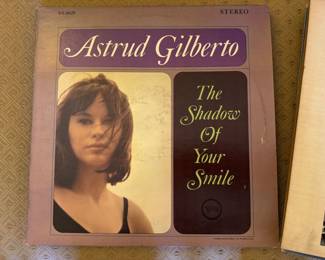 STEREO
Astrud Gilberto
The
Shadow
Of
Your
Smile